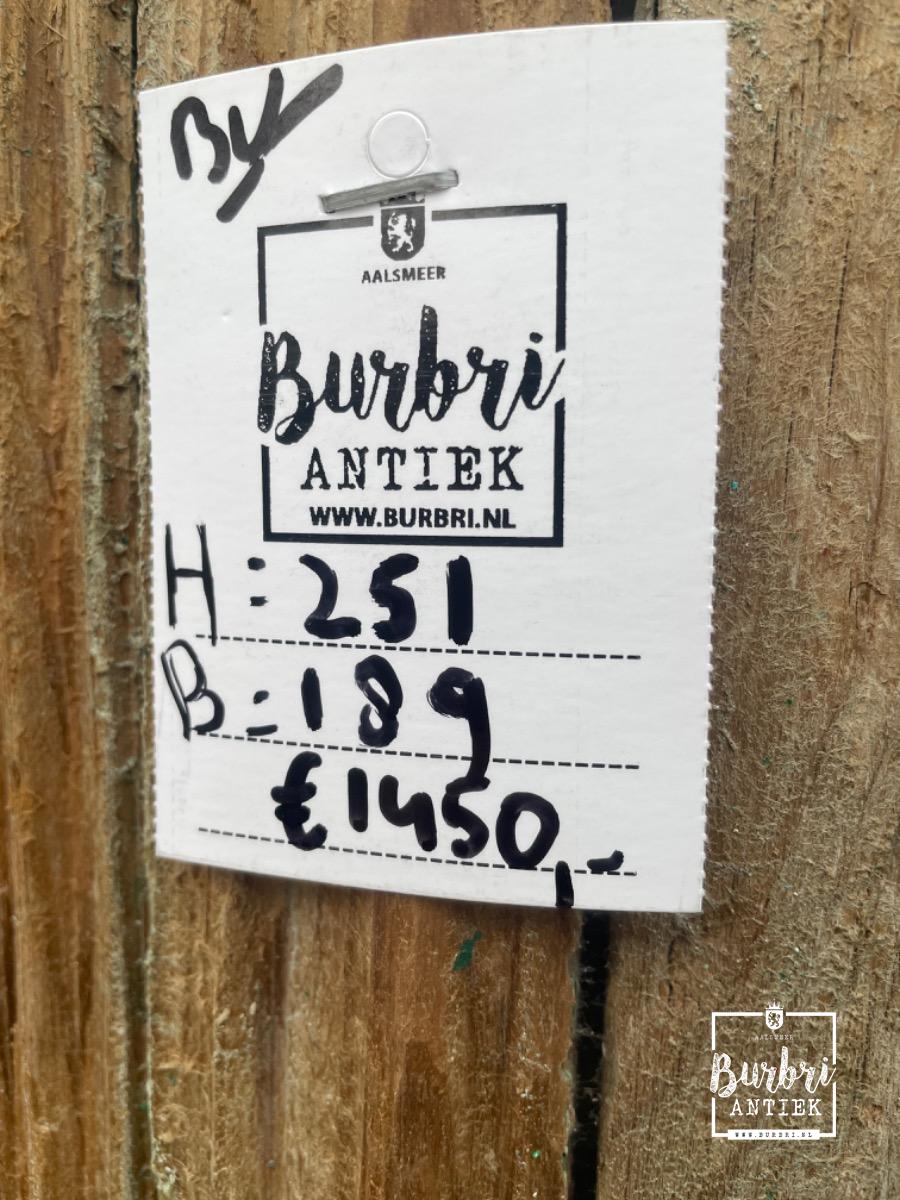 By
AALSMEER
Burbri
ANTIEK
WWW.BURBRI.NL
H = 251
B = 189
€ 1450,-
AALSMEER
Burbri
ANTIEK
WWW.BURBRI.NL